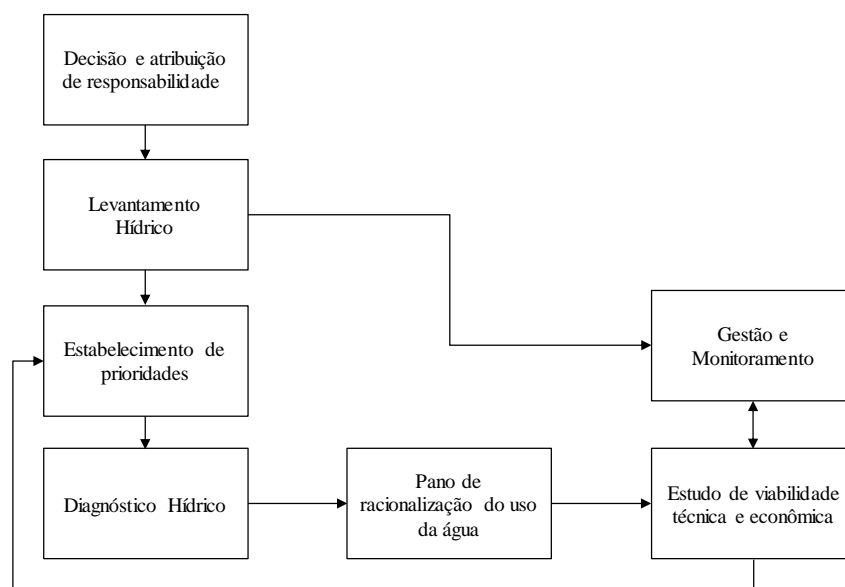 Decisão e atribuição
de responsabilidade
Levantamento
Hídrico
Estabelecimento de
prioridades
Gestão e
Monitoramento
Diagnóstico Hídrico
Pano de
racionalização do uso
da água
Estudo de viabilidade
técnica e econômica